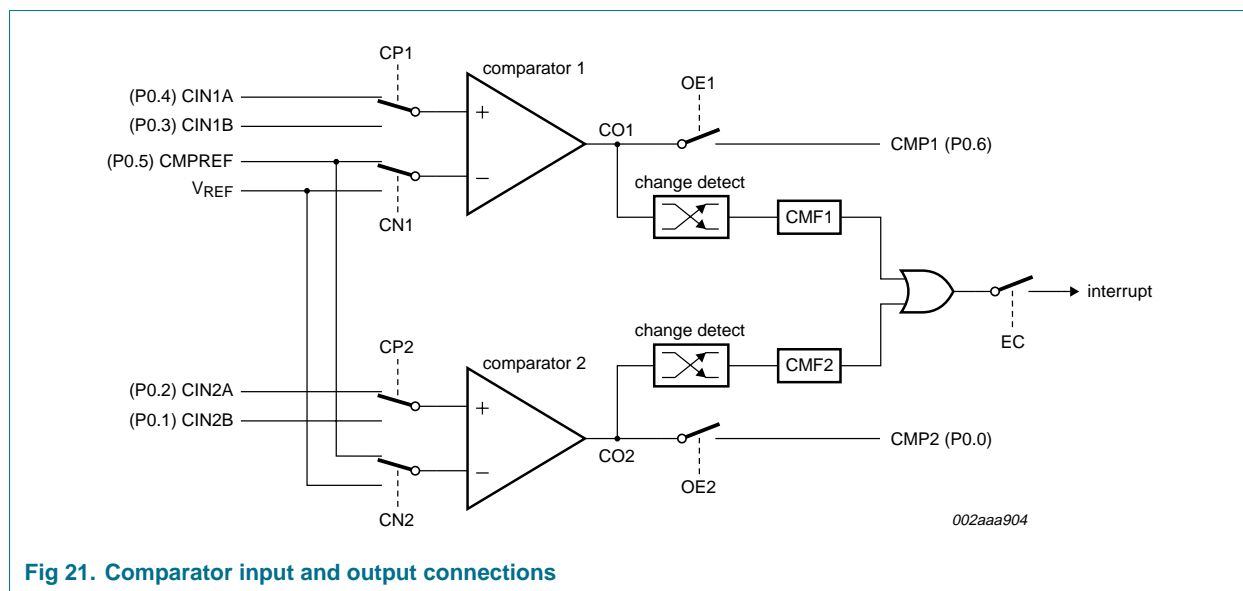 CP1
comparator 1
OE1
(P0.4) CIN1A
(P0.3) CIN1B
+
CO1
CMP1 (P0.6)
(P0.5) CMPREF
VREF
−
change detect
CN1
CMF1
interrupt
EC
change detect
CP2
comparator 2
CMF2
(P0.2) CIN2A
(P0.1) CIN2B
+
CO2
CMP2 (P0.0)
−
OE2
CN2
002aaa904
Fig 21. Comparator input and output connections